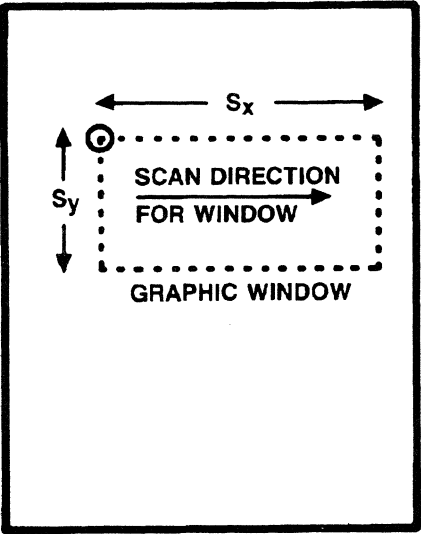 Sx
SCAN DIRECTION
Sy
FOR WINDOW
GRAPHIC WINDOW